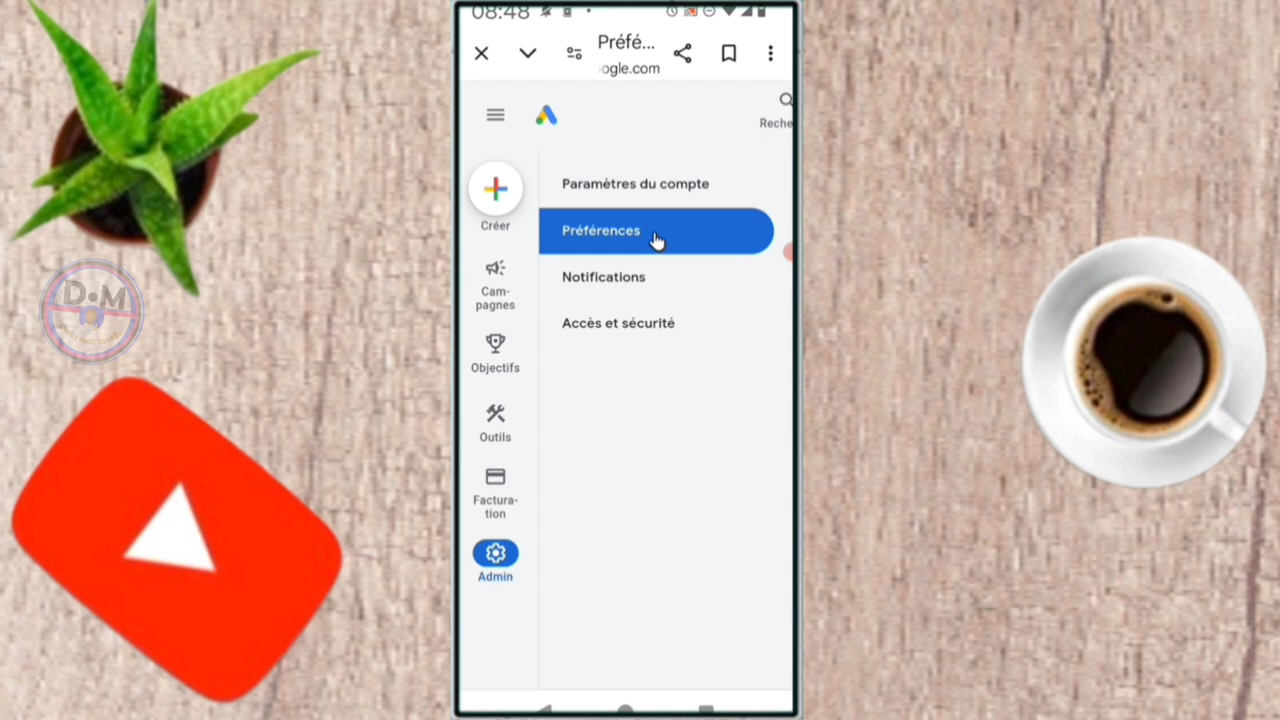 08:48
Préfé...
ogle.com
Reche
Paramètres du compte
Créer
Préférences
Cam-
pagnes
Notifications
Accès et sécurité
Objectifs
Outils
Factura-
tion
Admin
D•M